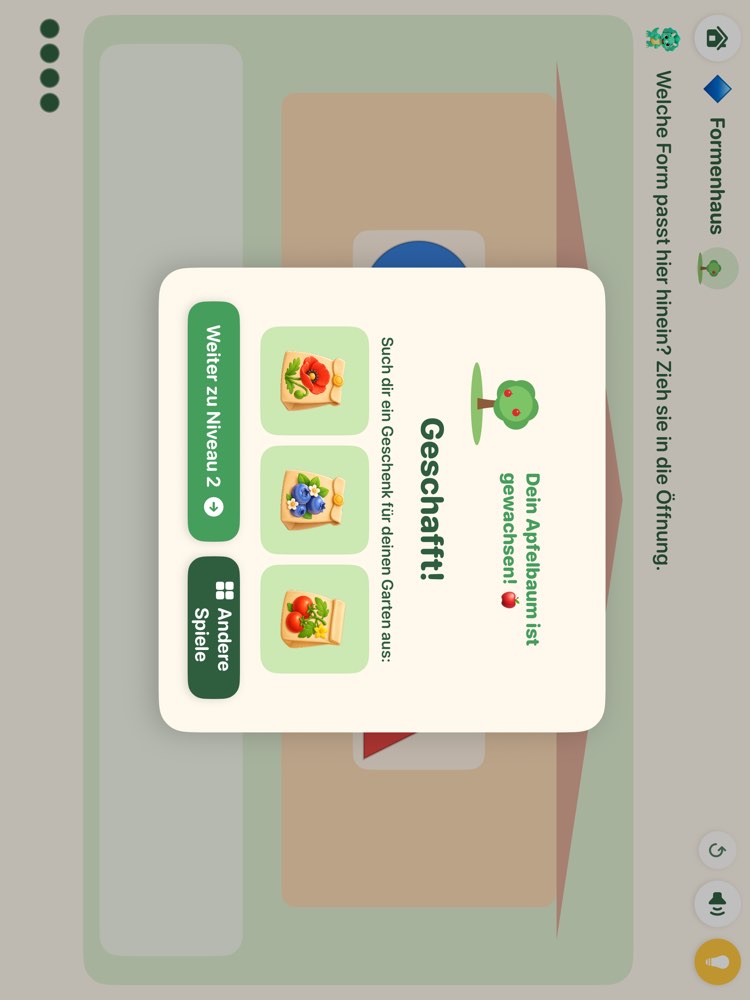 Formenhaus
Welche Form passt hier hinein? Zieh sie in die Öffnung.
Dein Apfelbaum ist
gewachsen!
Geschafft!
Such dir ein Geschenk für deinen Garten aus:
Weiter zu Niveau 2
Andere
Spiele